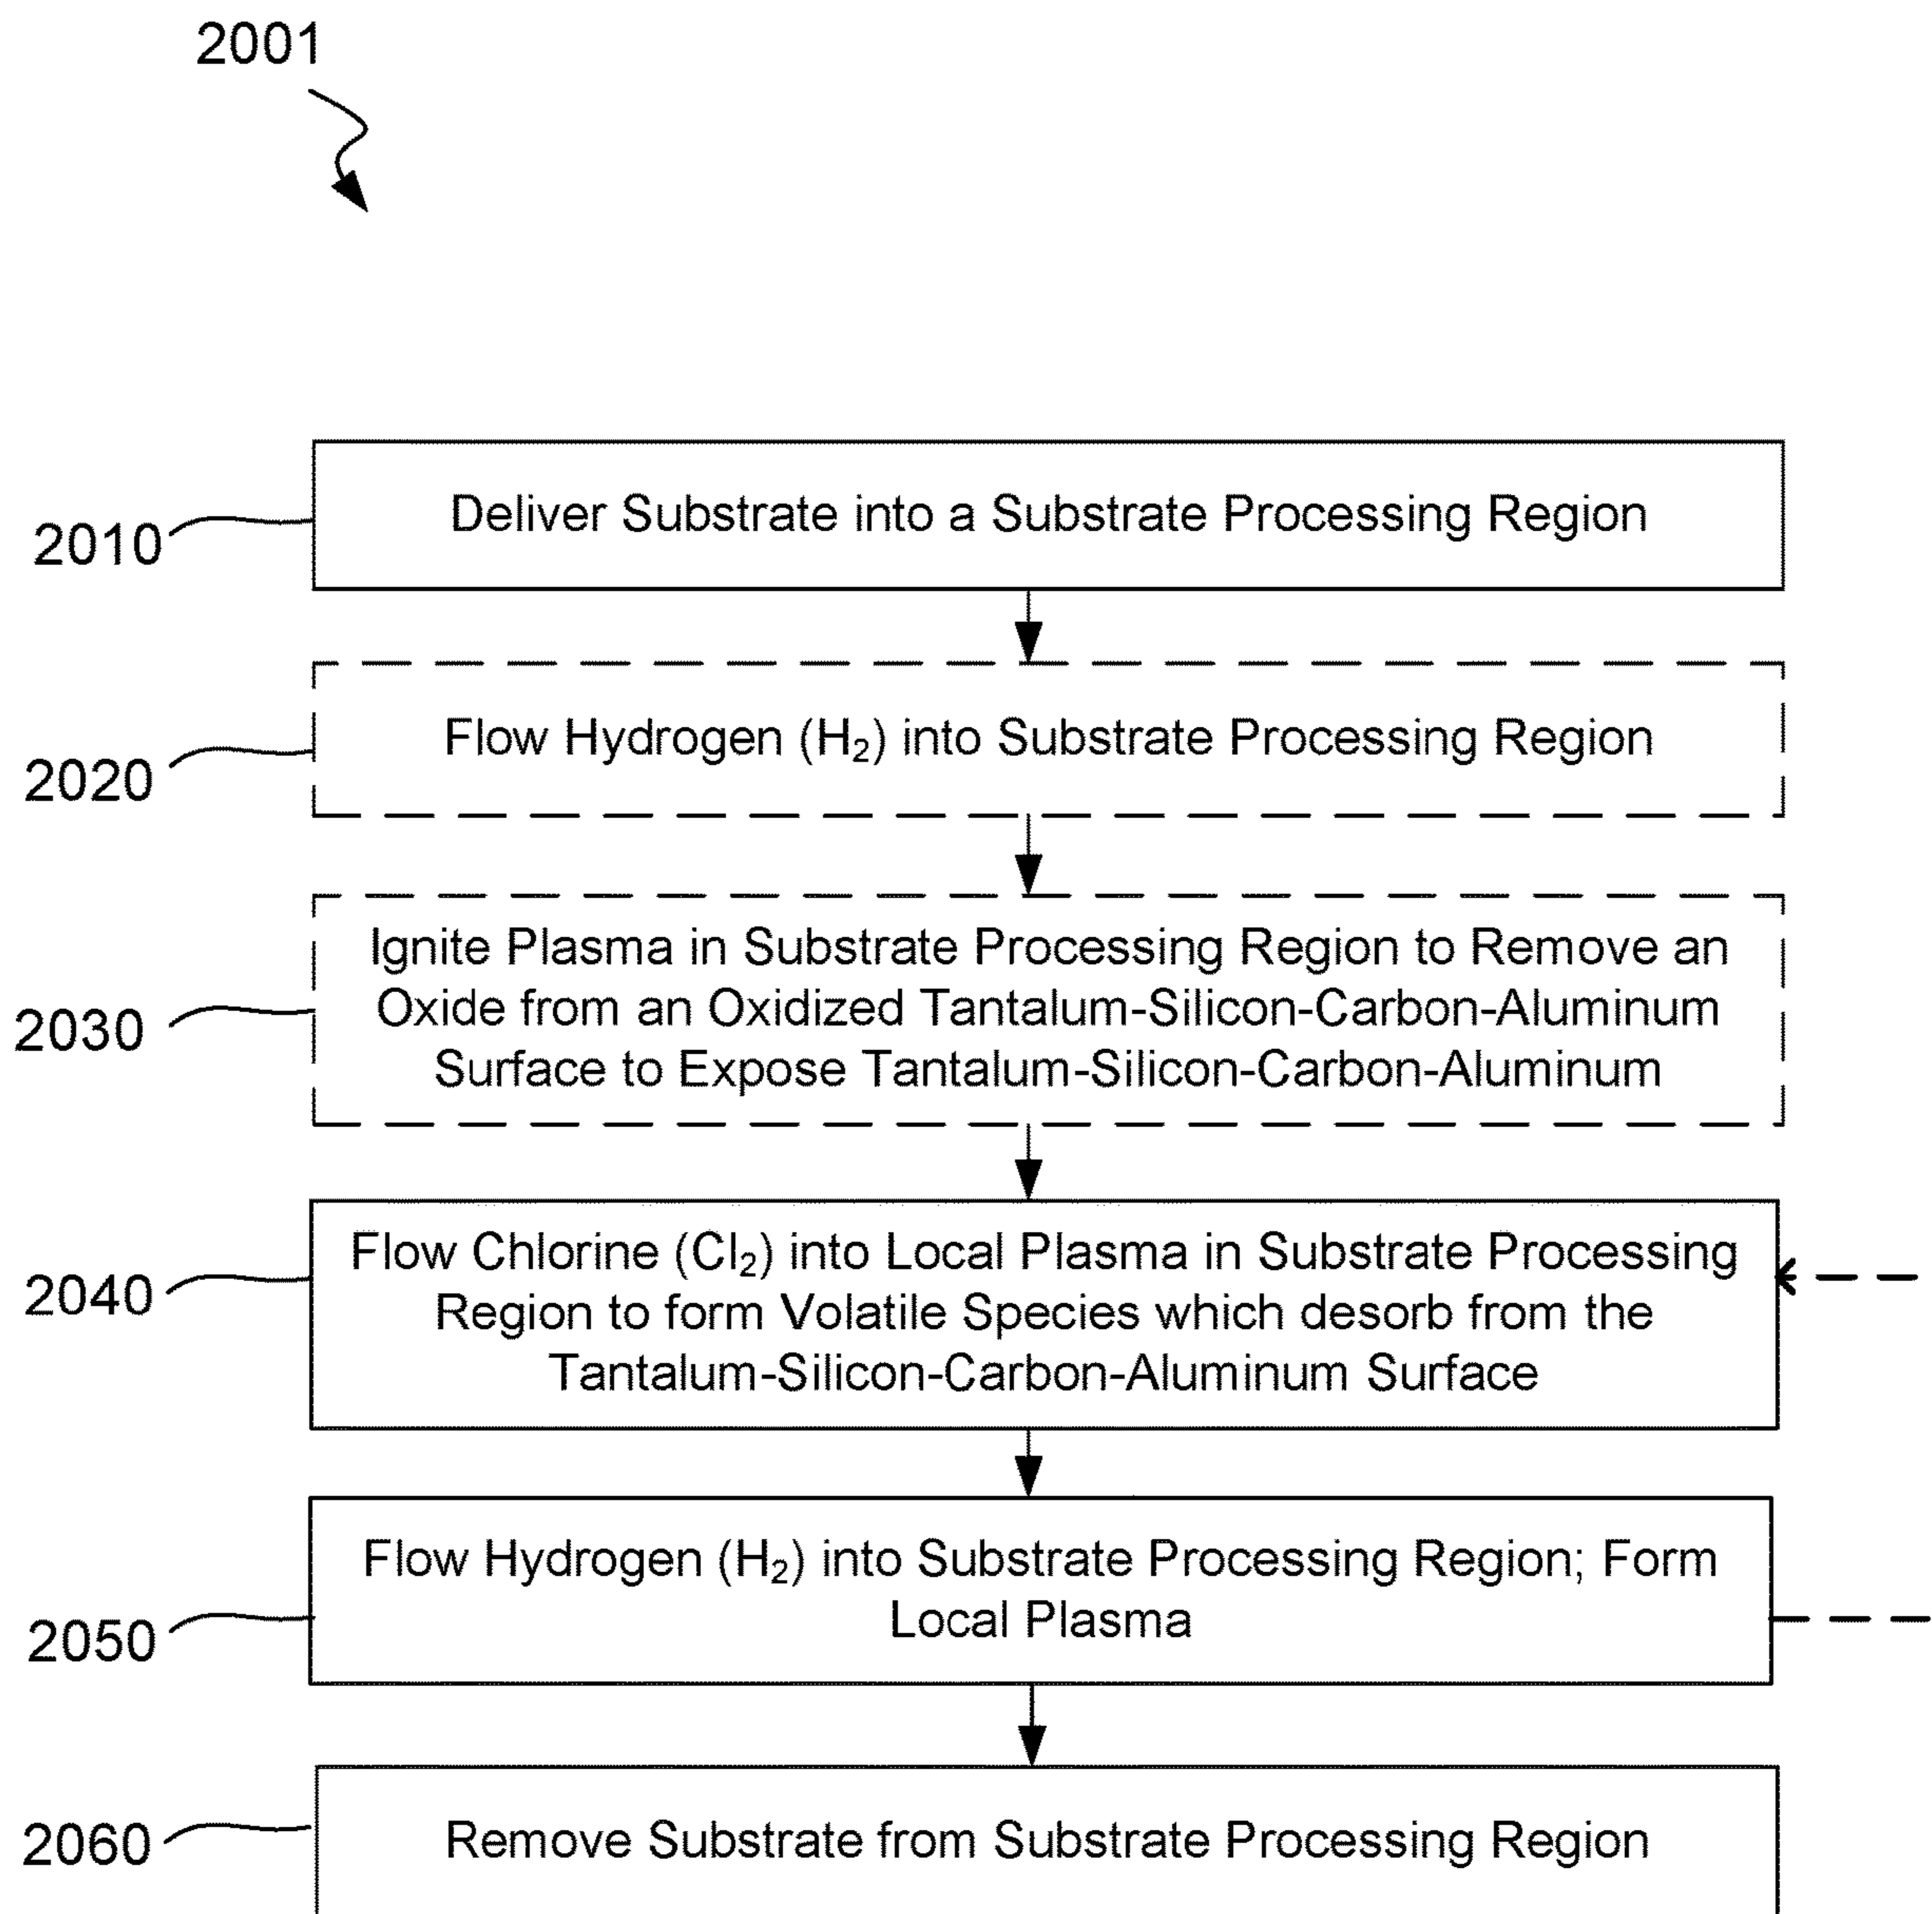 2001
2010
Deliver Substrate into a Substrate Processing Region
2020
Flow Hydrogen (H₂) into Substrate Processing Region
2030
Ignite Plasma in Substrate Processing Region to Remove an
Oxide from an Oxidized Tantalum-Silicon-Carbon-Aluminum
Surface to Expose Tantalum-Silicon-Carbon-Aluminum
2040
Flow Chlorine (Cl₂) into Local Plasma in Substrate Processing
Region to form Volatile Species which desorb from the
Tantalum-Silicon-Carbon-Aluminum Surface
2050
Flow Hydrogen (H₂) into Substrate Processing Region; Form
Local Plasma
2060
Remove Substrate from Substrate Processing Region